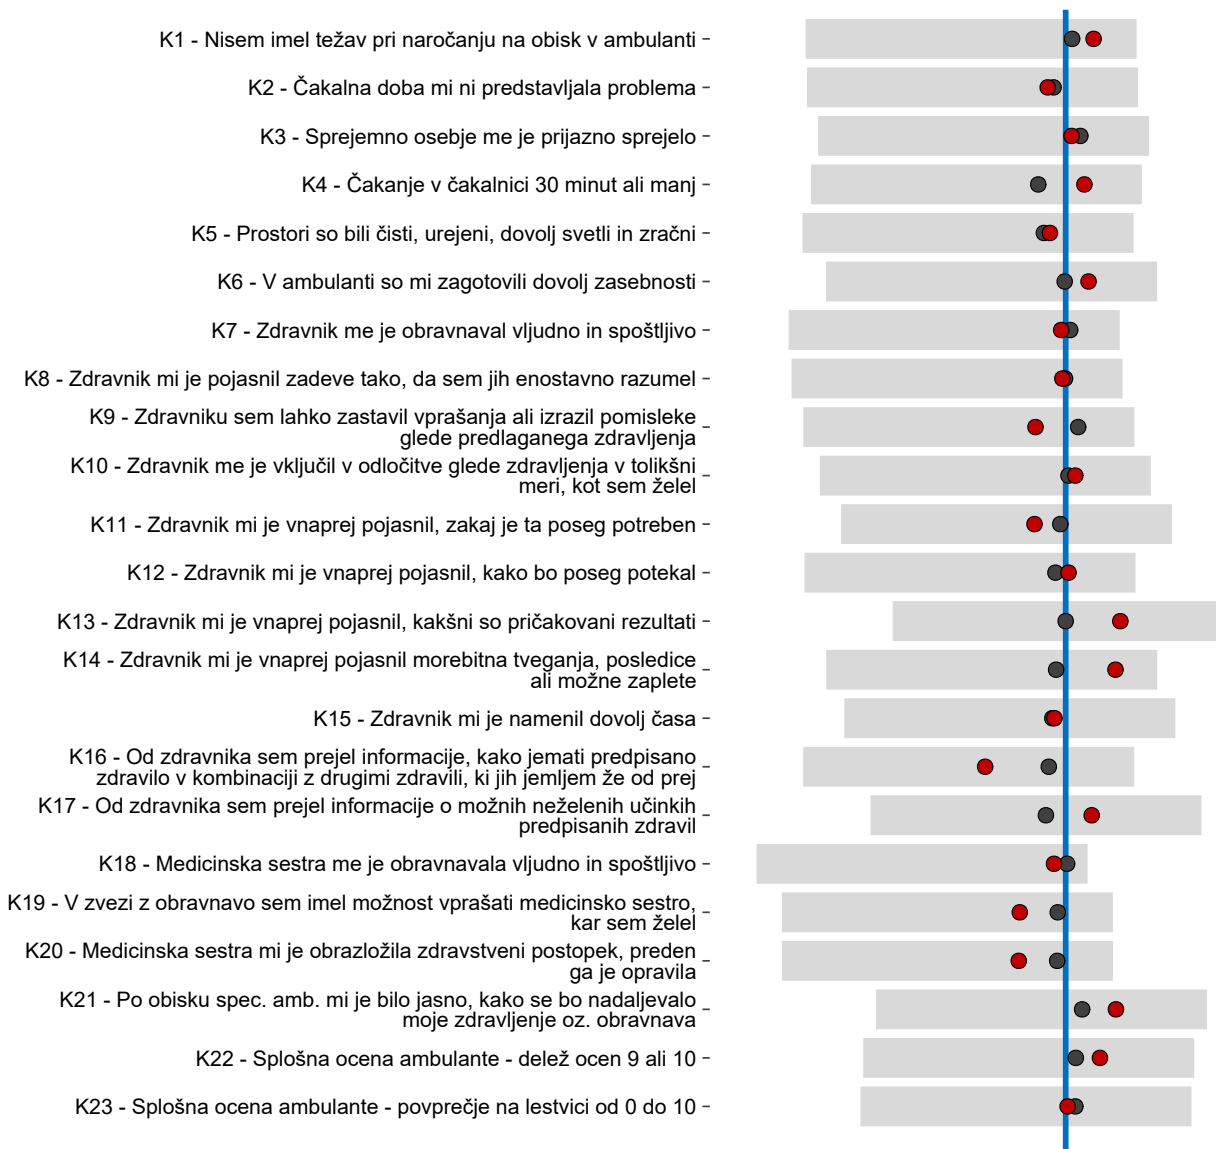 K1 - Nisem imel težav pri naročanju na obisk v ambulanti
K2 - Čakalna doba mi ni predstavljala problema
K3 - Sprejemno osebje me je prijazno sprejelo
K4 - Čakanje v čakalnici 30 minut ali manj
K5 - Prostori so bili čisti, urejeni, dovolj svetli in zračni
K6 - V ambulanti so mi zagotovili dovolj zasebnosti
K7 - Zdravnik me je obravnaval vljudno in spoštljivo
K8 - Zdravnik mi je pojasnil zadeve tako, da sem jih enostavno razumel
K9 - Zdravniku sem lahko zastavil vprašanja ali izrazil pomisleke
glede predlaganega zdravljenja
K10 - Zdravnik me je vključil v odločitve glede zdravljenja v tolikšni
meri, kot sem želel
K11 - Zdravnik mi je vnaprej pojasnil, zakaj je ta poseg potreben
K12 - Zdravnik mi je vnaprej pojasnil, kako bo poseg potekal
K13 - Zdravnik mi je vnaprej pojasnil, kakšni so pričakovani rezultati
K14 - Zdravnik mi je vnaprej pojasnil morebitna tveganja, posledice
ali možne zaplete
K15 - Zdravnik mi je namenil dovolj časa
K16 - Od zdravnika sem prejel informacije, kako jemati predpisano
zdravilo v kombinaciji z drugimi zdravili, ki jih jemljem že od prej
K17 - Od zdravnika sem prejel informacije o možnih neželenih učinkih
predpisanih zdravil
K18 - Medicinska sestra me je obravnavala vljudno in spoštljivo
K19 - V zvezi z obravnavo sem imel možnost vprašati medicinsko sestro,
kar sem želel
K20 - Medicinska sestra mi je obrazložila zdravstveni postopek, preden
ga je opravila
K21 - Po obisku spec. amb. mi je bilo jasno, kako se bo nadaljevalo
moje zdravljenje oz. obravnava
K22 - Splošna ocena ambulante - delež ocen 9 ali 10
K23 - Splošna ocena ambulante - povprečje na lestvici od 0 do 10